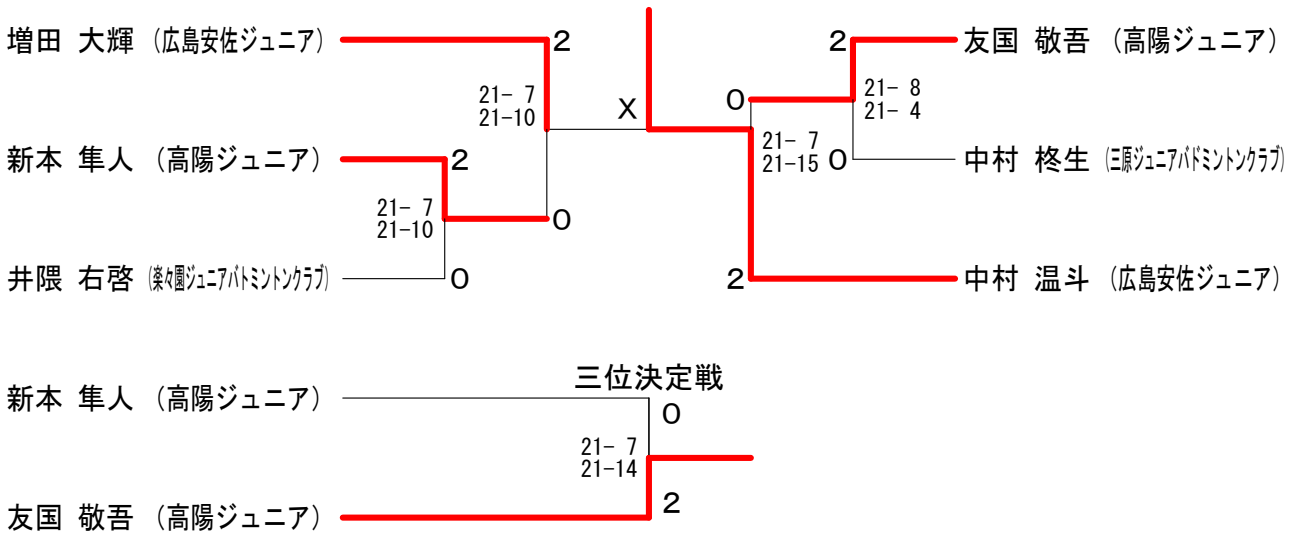 増田 大輝 (広島安佐ジュニア) 2
21- 7
21-10
新本 隼人 (高陽ジュニア) 2
21- 7
21-10
0
井隈 右啓 (楽々園ジュニアバトミントンクラブ) 0
X
2 友国 敬吾 (高陽ジュニア)
21- 8
21- 4
0
21- 7
21-15
0 中村 柊生 (三原ジュニアバドミントンクラブ)
2 中村 温斗 (広島安佐ジュニア)
三位決定戦
新本 隼人 (高陽ジュニア) 0
21- 7
21-14
友国 敬吾 (高陽ジュニア) 2